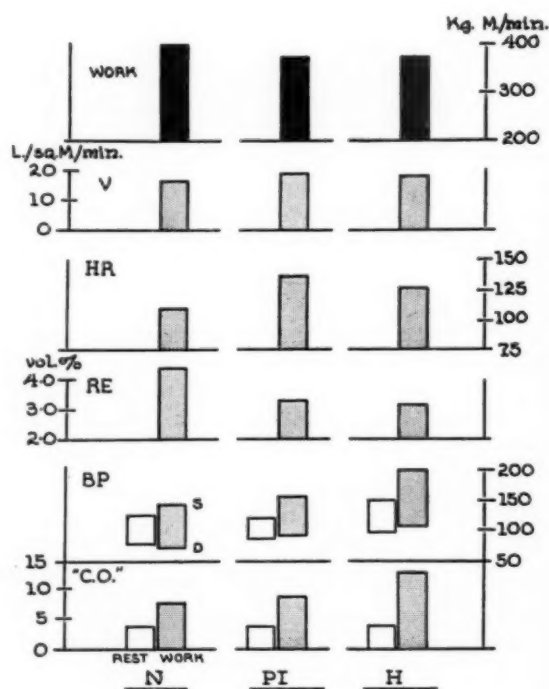 Kg. M/min.
WORK
400
300
200
L./sq.M/min.
20
10
0
V
HR
150
125
100
75
vol.%
4.0
3.0
2.0
RE
BP
S
D
200
150
100
50
15
10
5
0
"C.O."
REST WORK
N PI H